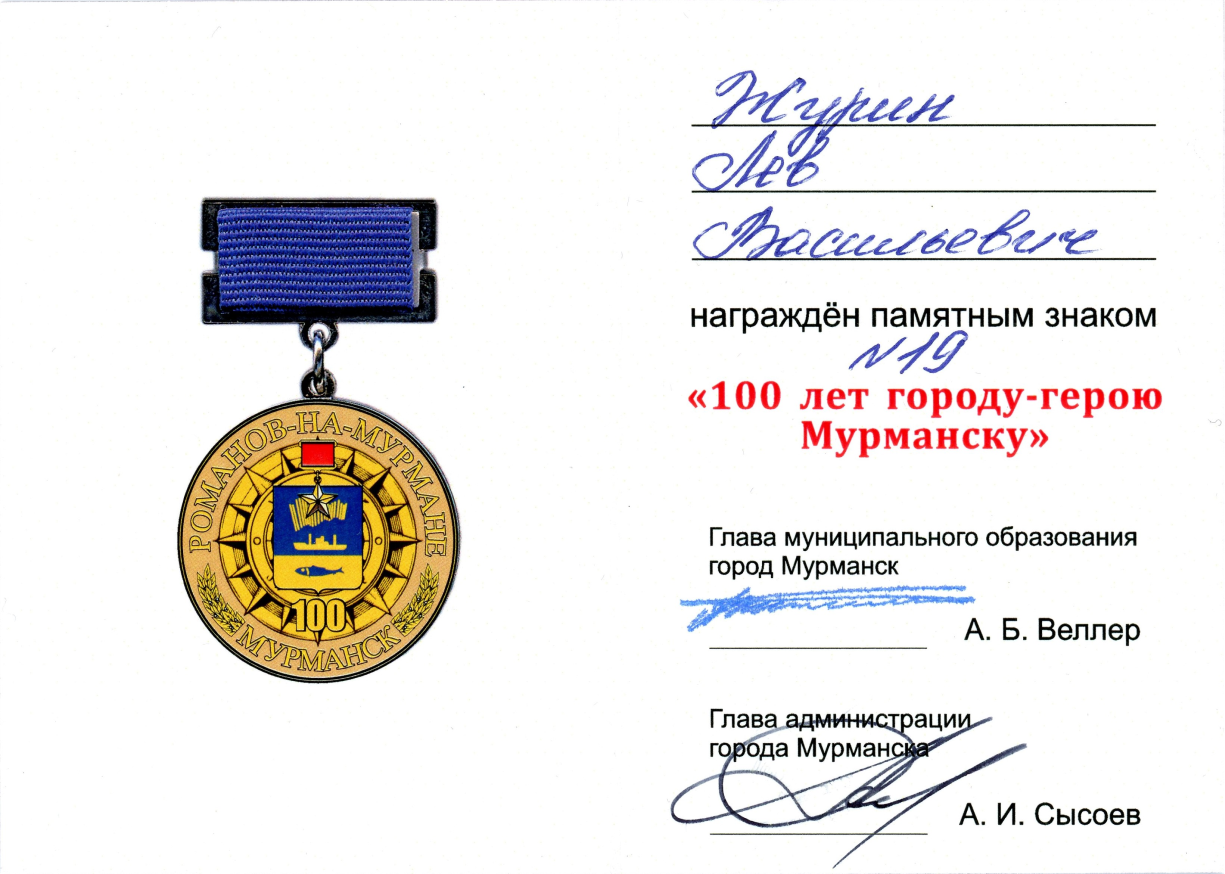 РОМАНОВ-НА-МУРМАНЕ
100
МУРМАНСК
Журин
Лев
Васильевич
награждён памятным знаком
N19
«100 лет городу-герою
Мурманску»
Глава муниципального образования
город Мурманск
А. Б. Веллер
Глава администрации
города Мурманска
А. И. Сысоев